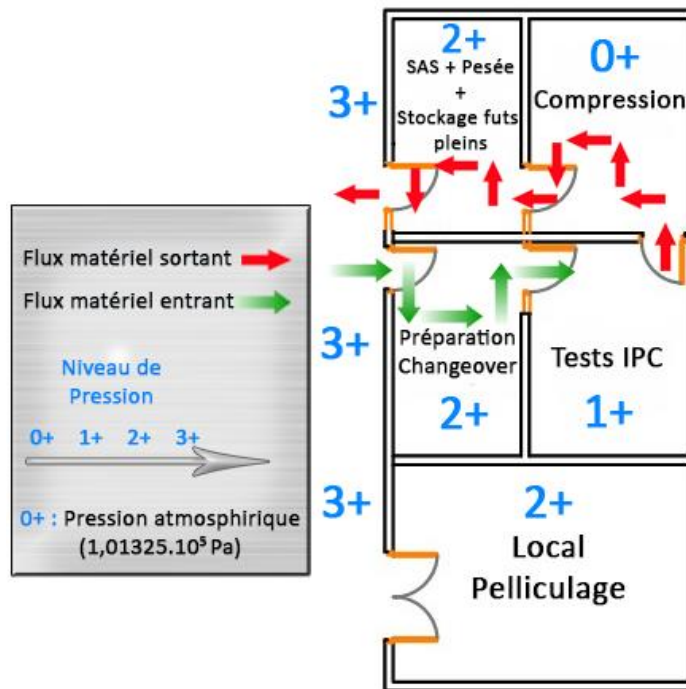 2+
SAS + Pesée
+
Stockage futs
pleins
0+
Compression
3+
Flux matériel sortant
Flux matériel entrant
Niveau de
Pression
0+ 1+ 2+ 3+
0+ : Pression atmosphirique
(1,01325.10⁵ Pa)
3+
Préparation
Changeover
2+
Tests IPC
1+
3+
2+
Local
Pelliculage